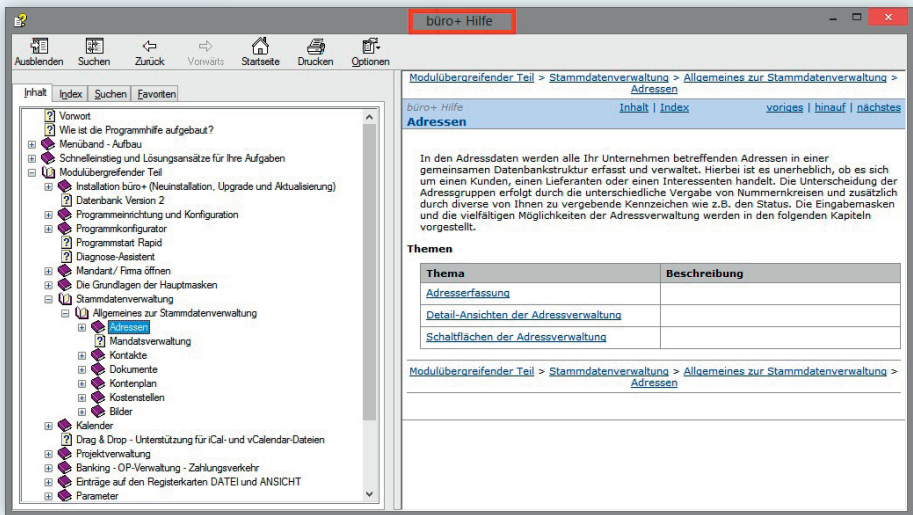 büro+ Hilfe
Ausblenden Suchen Zurück Vorwärts Startseite Drucken Optionen
Inhalt Index Suchen Favoriten
Vorwort
Wie ist die Programmhilfe aufgebaut?
Menüband - Aufbau
Schnelleinstieg und Lösungsansätze für Ihre Aufgaben
Modulübergreifender Teil
Installation büro+ (Neuinstallation, Upgrade und Aktualisierung)
Datenbank Version 2
Programmeinrichtung und Konfiguration
Programmkonfigurator
Programmstart Rapid
Diagnose-Assistent
Mandant/ Firma öffnen
Die Grundlagen der Hauptmasken
Stammdatenverwaltung
Allgemeines zur Stammdatenverwaltung
Adressen
Mandatsverwaltung
Kontakte
Dokumente
Kontenplan
Kostenstellen
Bilder
Kalender
Drag & Drop - Unterstützung für iCal- und vCalendar-Dateien
Projektverwaltung
Banking - OP-Verwaltung - Zahlungsverkehr
Einträge auf den Registerkarten DATEI und ANSICHT
Parameter
Modulübergreifender Teil > Stammdatenverwaltung > Allgemeines zur Stammdatenverwaltung >
Adressen
büro+ Hilfe Inhalt | Index voriges | hinauf | nächstes
Adressen
In den Adressdaten werden alle Ihr Unternehmen betreffenden Adressen in einer
gemeinsamen Datenbankstruktur erfasst und verwaltet. Hierbei ist es unerheblich, ob es sich
um einen Kunden, einen Lieferanten oder einen Interessenten handelt. Die Unterscheidung der
Adressgruppen erfolgt durch die unterschiedliche Vergabe von Nummernkreisen und zusätzlich
durch diverse von Ihnen zu vergebende Kennzeichen wie z.B. den Status. Die Eingabemasken
und die vielfältigen Möglichkeiten der Adressverwaltung werden in den folgenden Kapiteln
vorgestellt.
Themen
Thema Beschreibung
Adresserfassung
Detail-Ansichten der Adressverwaltung
Schaltflächen der Adressverwaltung
Modulübergreifender Teil > Stammdatenverwaltung > Allgemeines zur Stammdatenverwaltung >
Adressen